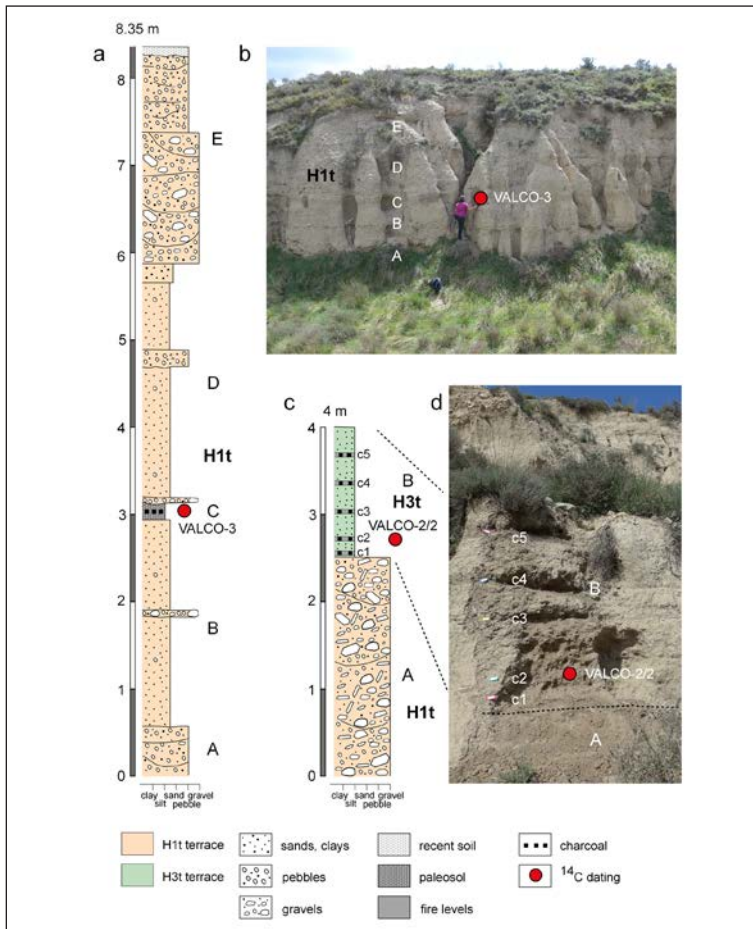 8.35 m
a
8
7
6
5
4
3
2
1
0
E
D
H1t
C
VALCO-3
B
A
clay
silt
sand
pebble
gravel
b
E
D
H1t
C
VALCO-3
B
A
c
4 m
4
3
2
1
0
c5
B
c4
H3t
c3
VALCO-2/2
c2
c1
A
H1t
clay
silt
sand
pebble
gravel
d
c5
c4
B
c3
c2
VALCO-2/2
c1
A
H1t terrace
sands, clays
recent soil
charcoal
H3t terrace
pebbles
paleosol
14C dating
gravels
fire levels